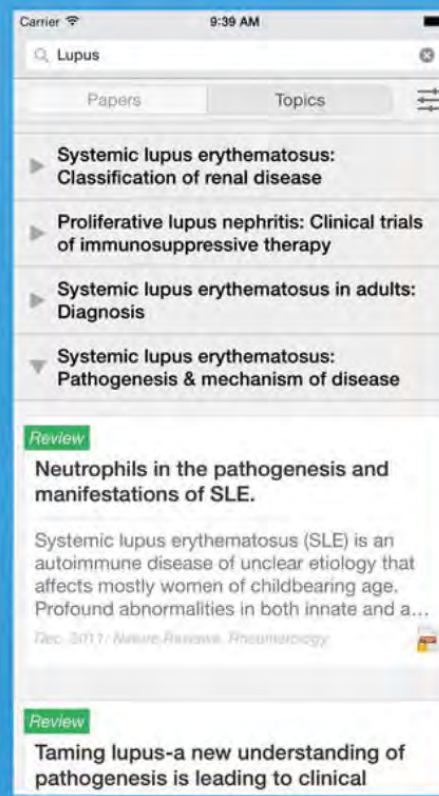 Carrier 9:39 AM
Lupus
Papers Topics
Systemic lupus erythematosus:
Classification of renal disease
Proliferative lupus nephritis: Clinical trials
of immunosuppressive therapy
Systemic lupus erythematosus in adults:
Diagnosis
Systemic lupus erythematosus:
Pathogenesis & mechanism of disease
Review
Neutrophils in the pathogenesis and
manifestations of SLE.
Systemic lupus erythematosus (SLE) is an
autoimmune disease of unclear etiology that
affects mostly women of childbearing age.
Profound abnormalities in both innate and a...
Dec, 2011, Nature Reviews. Rheumatology
Review
Taming lupus-a new understanding of
pathogenesis is leading to clinical